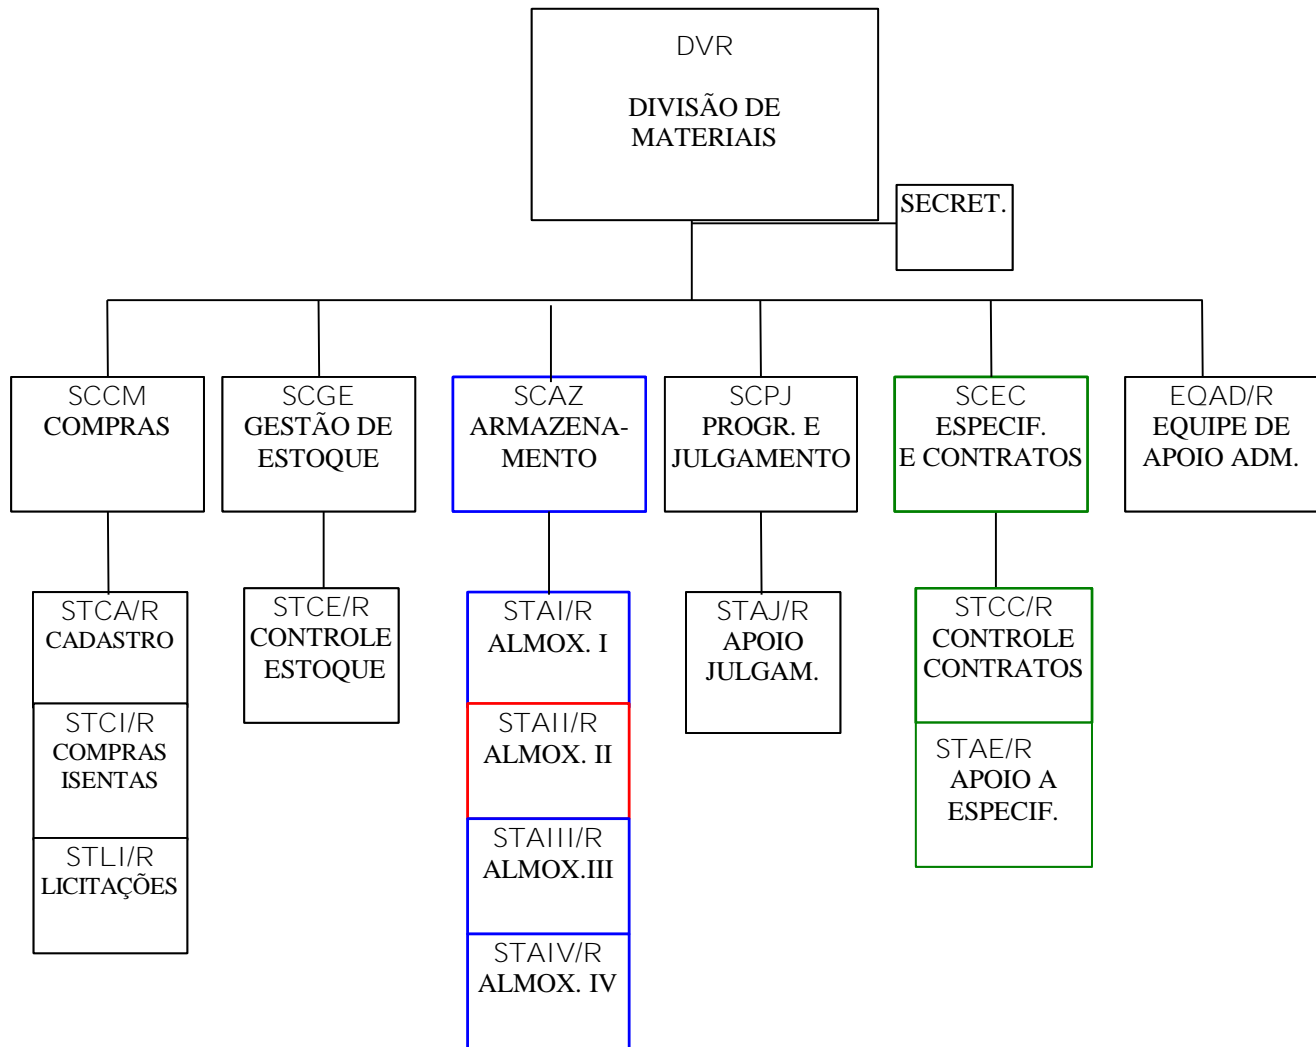 DVR
DIVISÃO DE
MATERIAIS
SECRET.
SCCM
COMPRAS
SCGE
GESTÃO DE
ESTOQUE
SCAZ
ARMAZENA-
MENTO
SCPJ
PROGR. E
JULGAMENTO
SCEC
ESPECIF.
E CONTRATOS
EQAD/R
EQUIPE DE
APOIO ADM.
STCA/R
CADASTRO
STCI/R
COMPRAS
ISENTAS
STLI/R
LICITAÇÕES
STCE/R
CONTROLE
ESTOQUE
STAI/R
ALMOX. I
STAII/R
ALMOX. II
STAIII/R
ALMOX.III
STAIV/R
ALMOX. IV
STAJ/R
APOIO
JULGAM.
STCC/R
CONTROLE
CONTRATOS
STAE/R
APOIO A
ESPECIF.